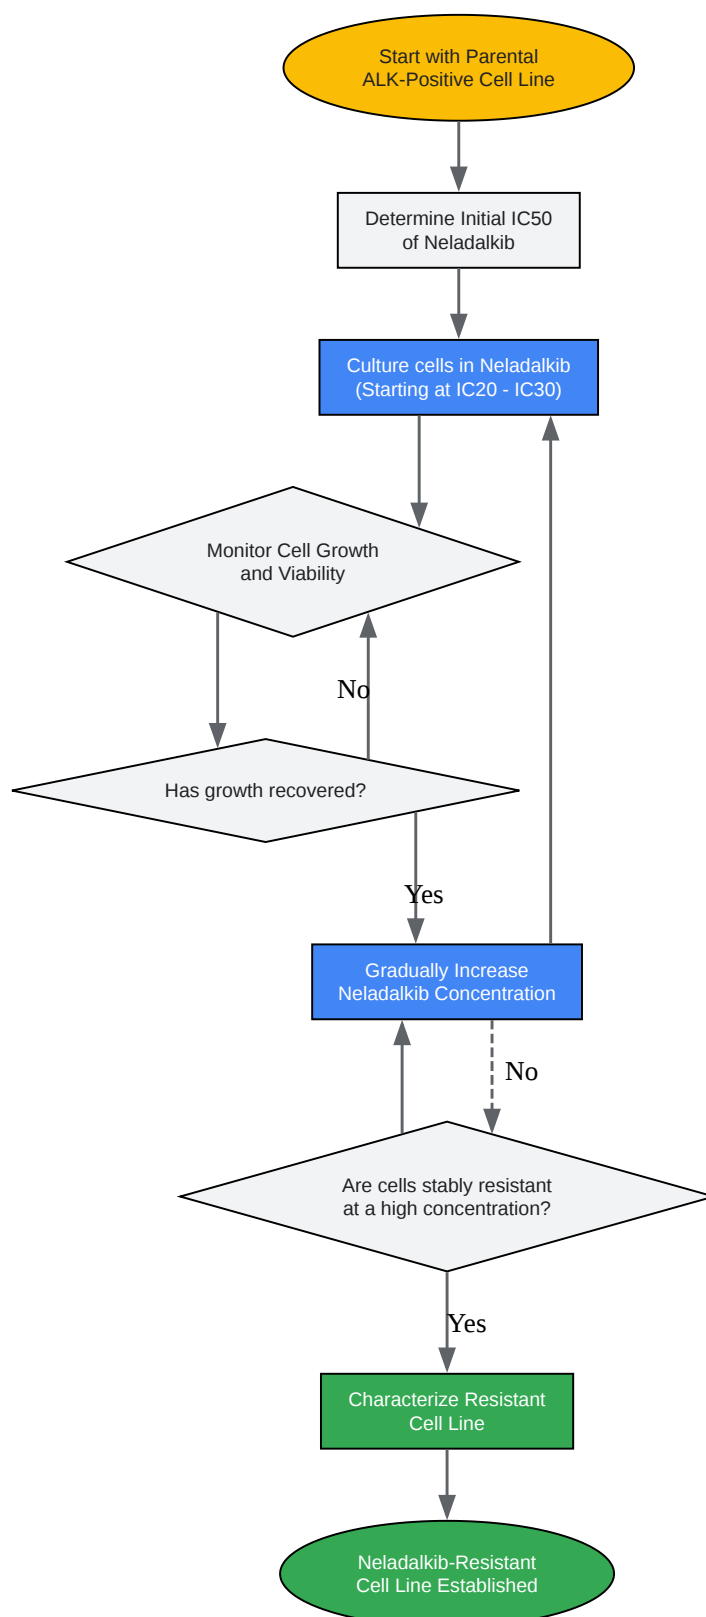 Start with Parental
ALK-Positive Cell Line
Determine Initial IC50
of Neladalkib
Culture cells in Neladalkib
(Starting at IC20 - IC30)
Monitor Cell Growth
and Viability
No
Has growth recovered?
Yes
Gradually Increase
Neladalkib Concentration
No
Are cells stably resistant
at a high concentration?
Yes
Characterize Resistant
Cell Line
Neladalkib-Resistant
Cell Line Established